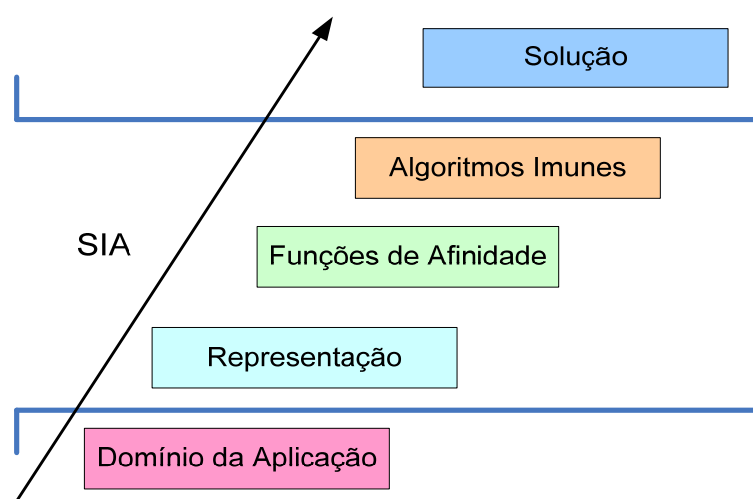 Solução
Algoritmos Imunes
SIA
Funções de Afinidade
Representação
Domínio da Aplicação